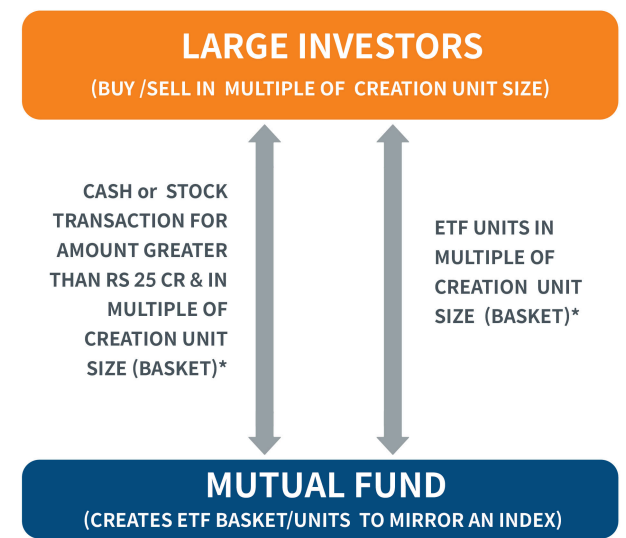 LARGE INVESTORS
(BUY /SELL IN MULTIPLE OF CREATION UNIT SIZE)
CASH or STOCK
TRANSACTION FOR
AMOUNT GREATER
THAN RS 25 CR & IN
MULTIPLE OF
CREATION UNIT
SIZE (BASKET)*
ETF UNITS IN
MULTIPLE OF
CREATION UNIT
SIZE (BASKET)*
MUTUAL FUND
(CREATES ETF BASKET/UNITS TO MIRROR AN INDEX)